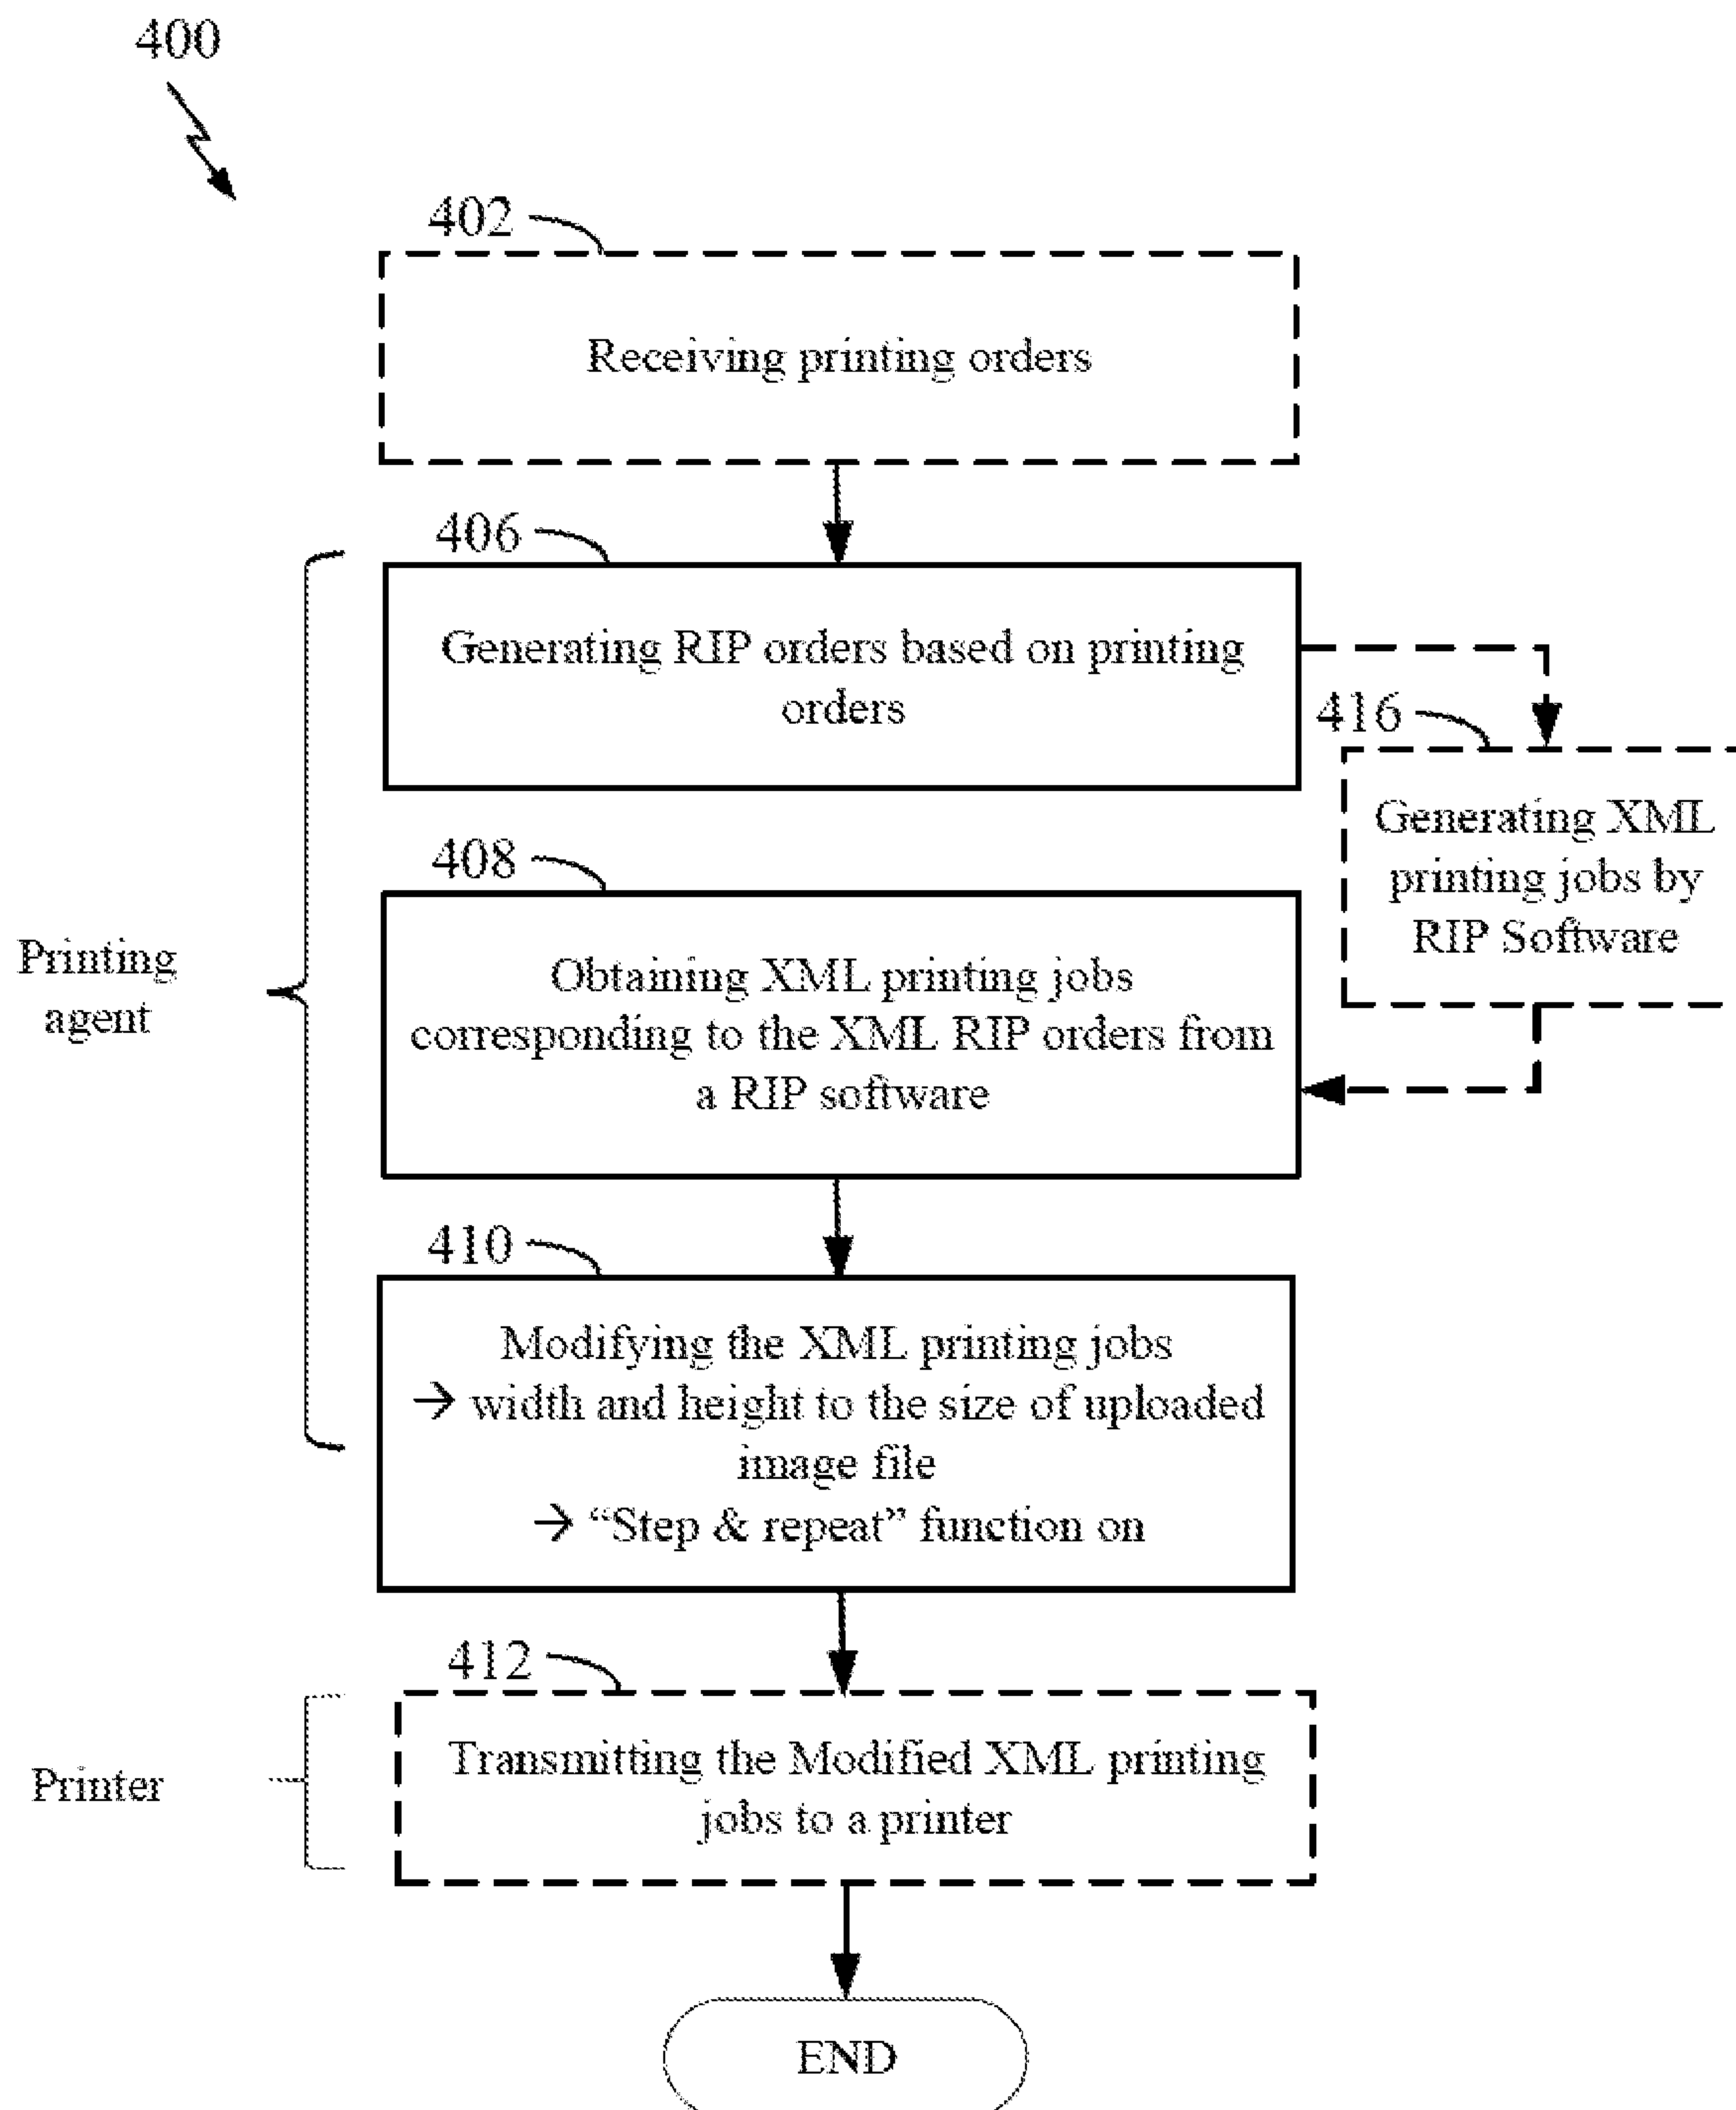 400
402
Receiving printing orders
406
Generating RIP orders based on printing
orders
416
Generating XML
printing jobs by
RIP Software
408
Obtaining XML printing jobs
corresponding to the XML RIP orders from
a RIP software
Printing
agent
410
Modifying the XML printing jobs
→ width and height to the size of uploaded
image file
→ “Step & repeat” function on
412
Transmitting the Modified XML printing
jobs to a printer
Printer
END